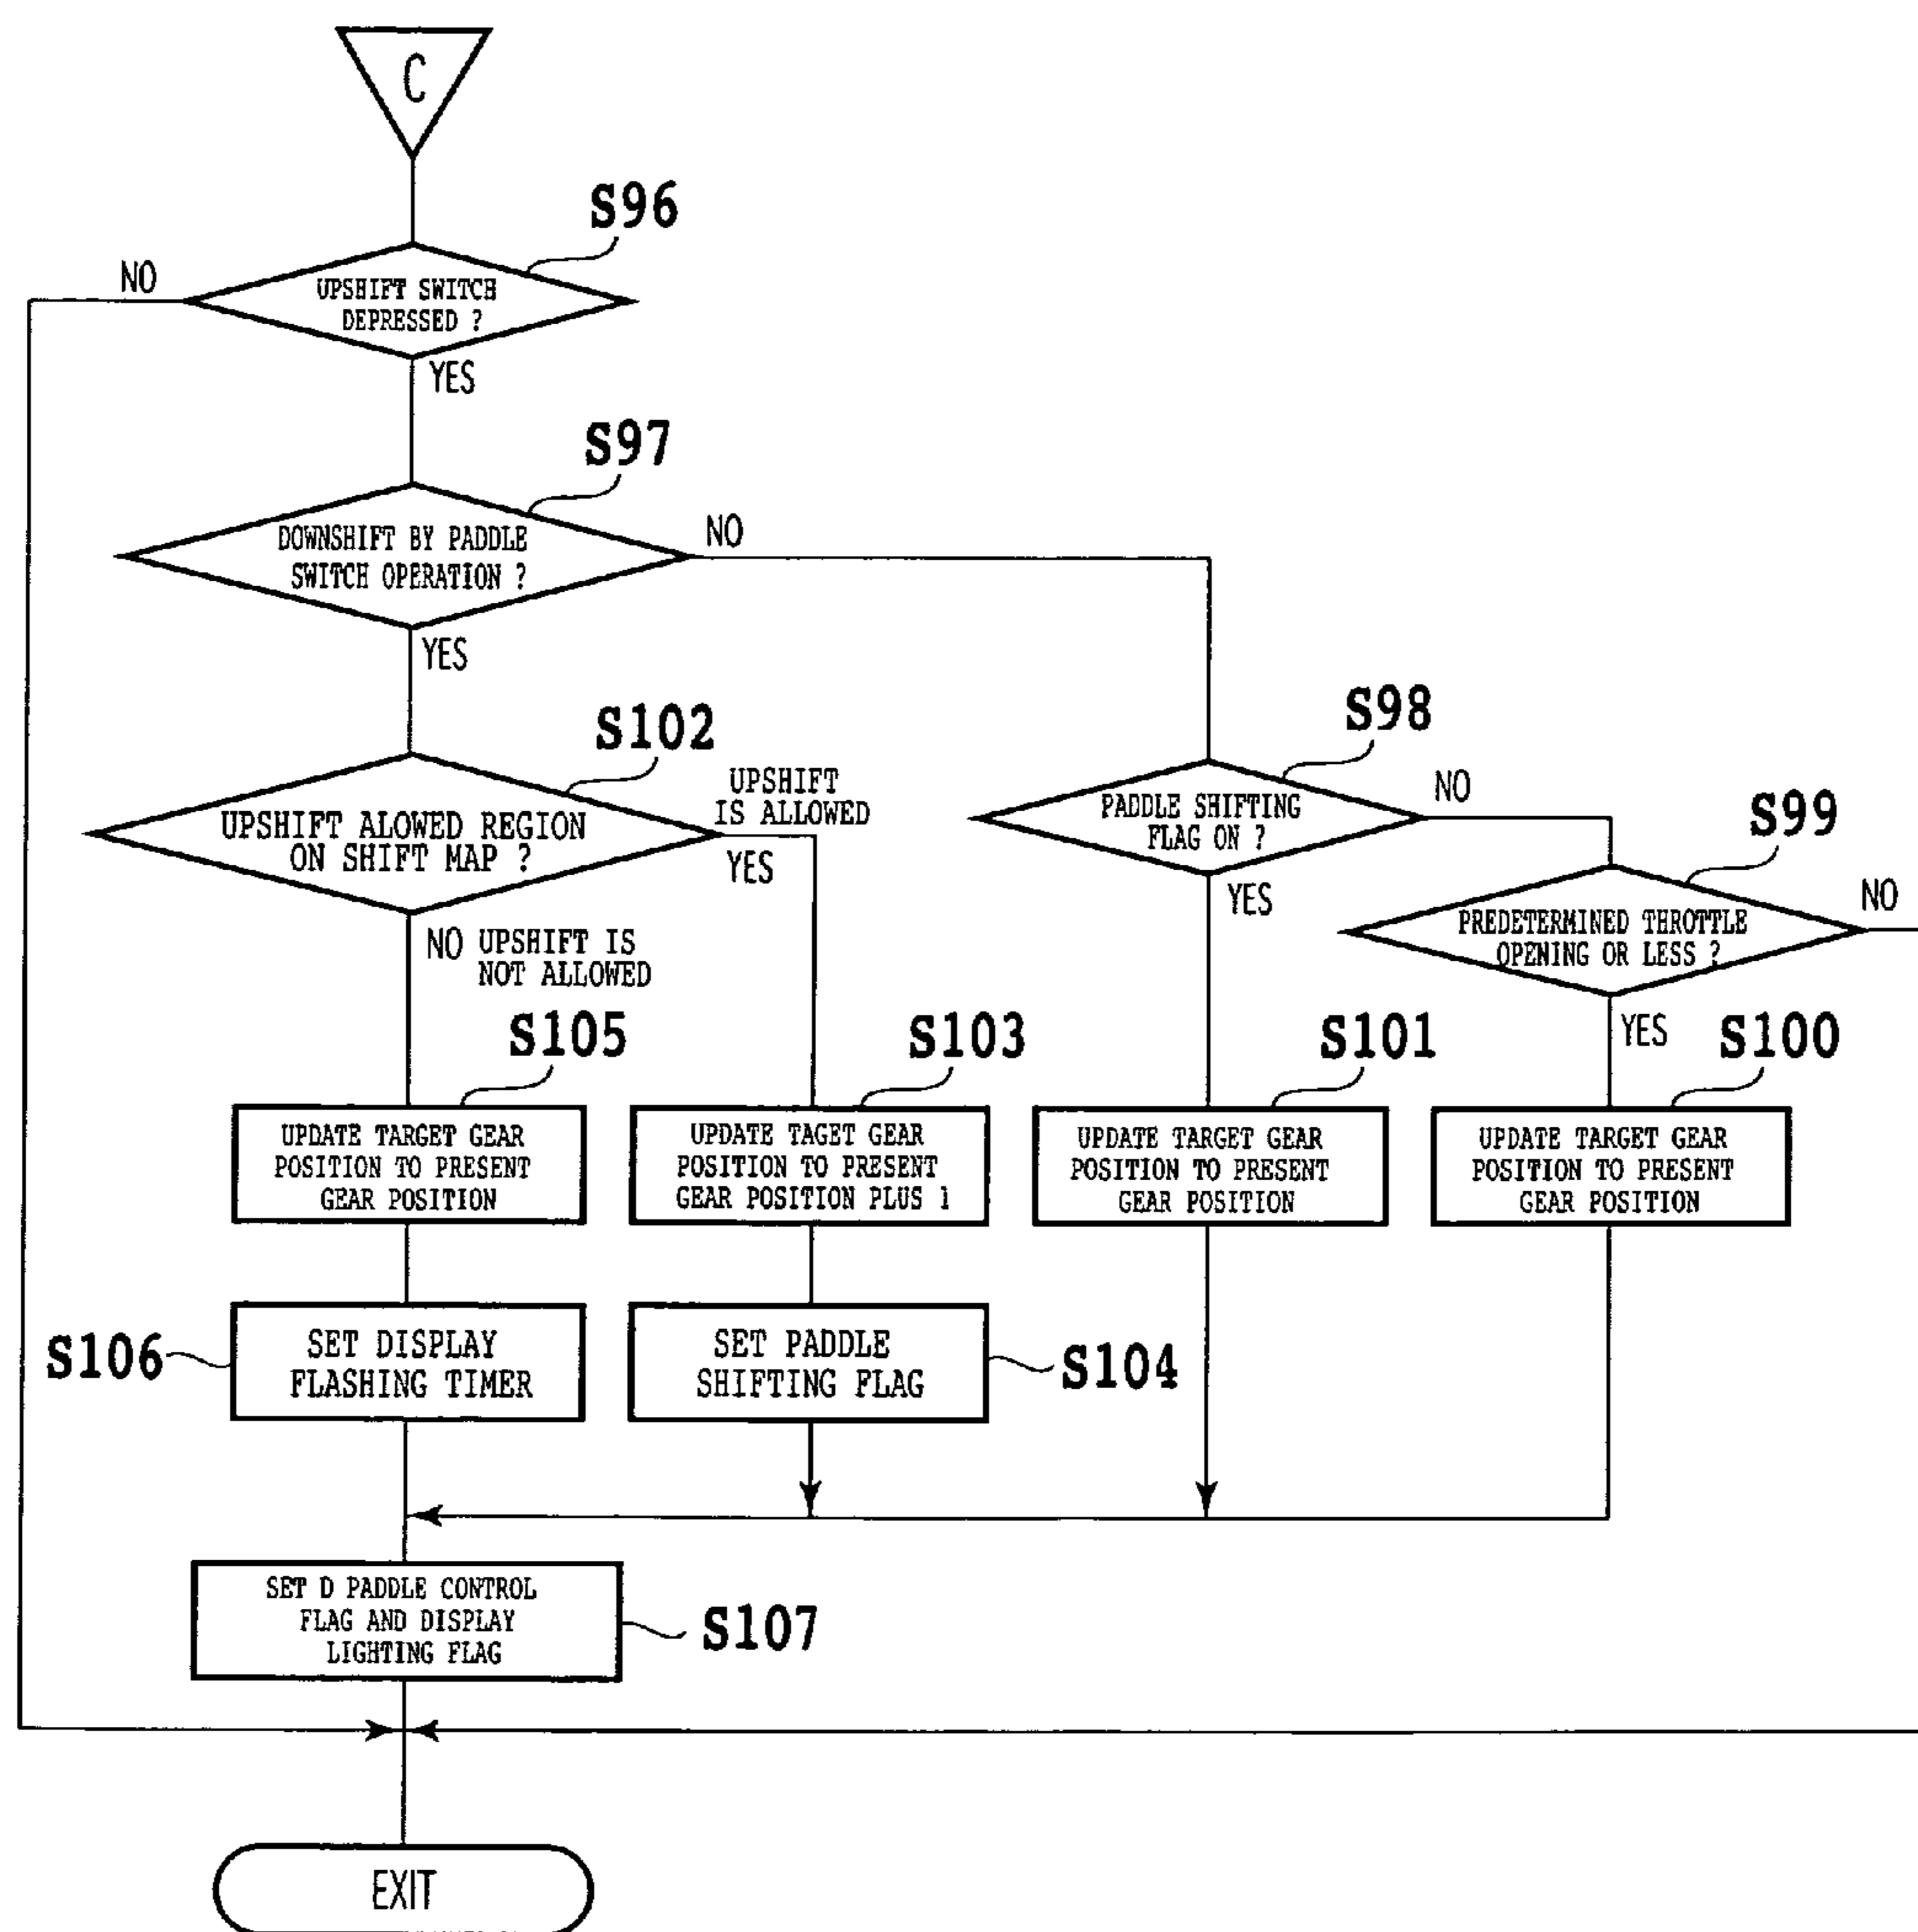 C
S96
NO
UPSHIFT SWITCH
DEPRESSED ?
YES
S97
DOWNSHIFT BY PADDLE
SWITCH OPERATION ?
NO
YES
S102
UPSHIFT ALOWED REGION
ON SHIFT MAP ?
UPSHIFT
IS ALLOWED
YES
NO UPSHIFT IS
NOT ALLOWED
S98
PADDLE SHIFTING
FLAG ON ?
NO
YES
S99
PREDETERMINED THROTTLE
OPENING OR LESS ?
NO
YES
S105
UPDATE TARGET GEAR
POSITION TO PRESENT
GEAR POSITION
S103
UPDATE TAGET GEAR
POSITION TO PRESENT
GEAR POSITION PLUS 1
S101
UPDATE TARGET GEAR
POSITION TO PRESENT
GEAR POSITION
S100
UPDATE TARGET GEAR
POSITION TO PRESENT
GEAR POSITION
S106
SET DISPLAY
FLASHING TIMER
SET PADDLE
SHIFTING FLAG
S104
SET D PADDLE CONTROL
FLAG AND DISPLAY
LIGHTING FLAG
S107
EXIT